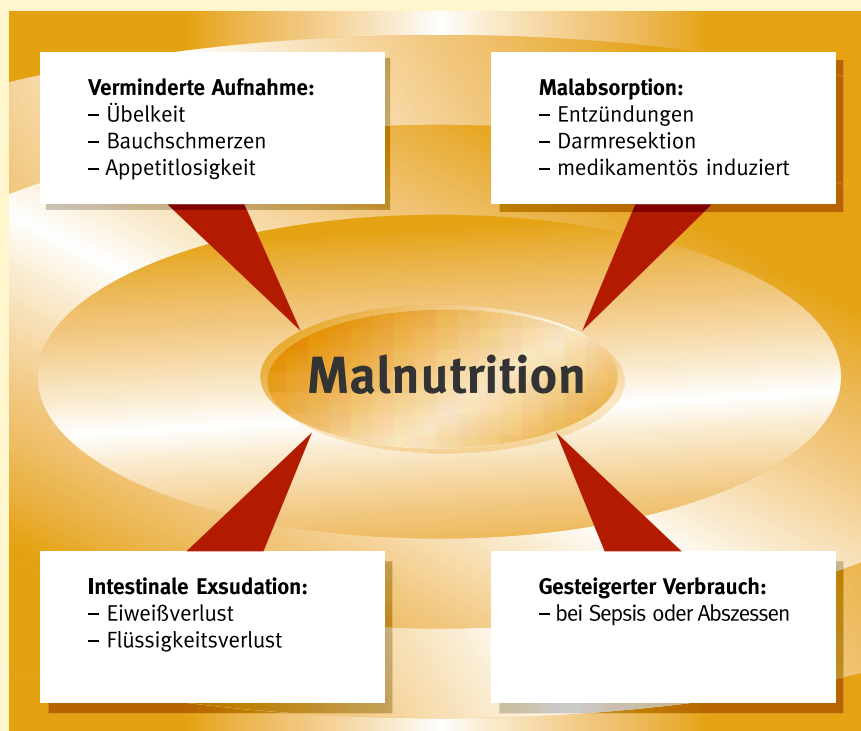 Verminderte Aufnahme:
– Übelkeit
– Bauchschmerzen
– Appetitlosigkeit
Malabsorption:
– Entzündungen
– Darmresektion
– medikamentös induziert
Malnutrition
Intestinale Exsudation:
– Eiweißverlust
– Flüssigkeitsverlust
Gesteigerter Verbrauch:
– bei Sepsis oder Abszessen